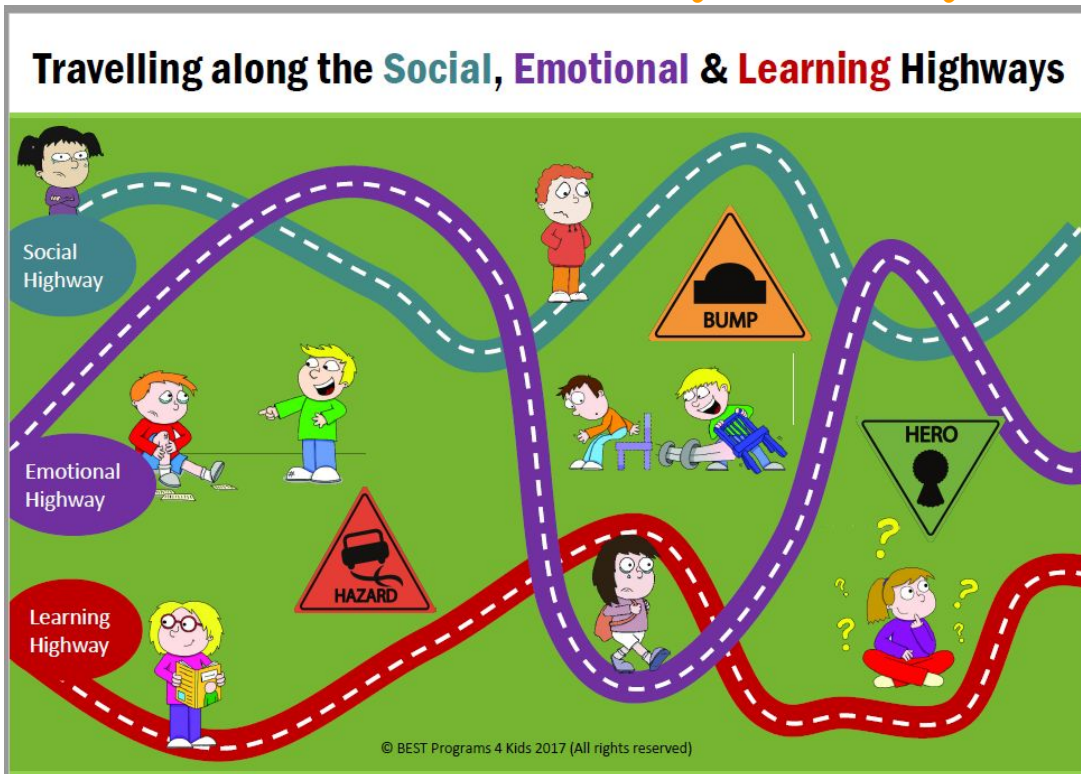 Travelling along the Social, Emotional & Learning Highways
Social
Highway
BUMP
HERO
Emotional
Highway
HAZARD
Learning
Highway
© BEST Programs 4 Kids 2017 (All rights reserved)